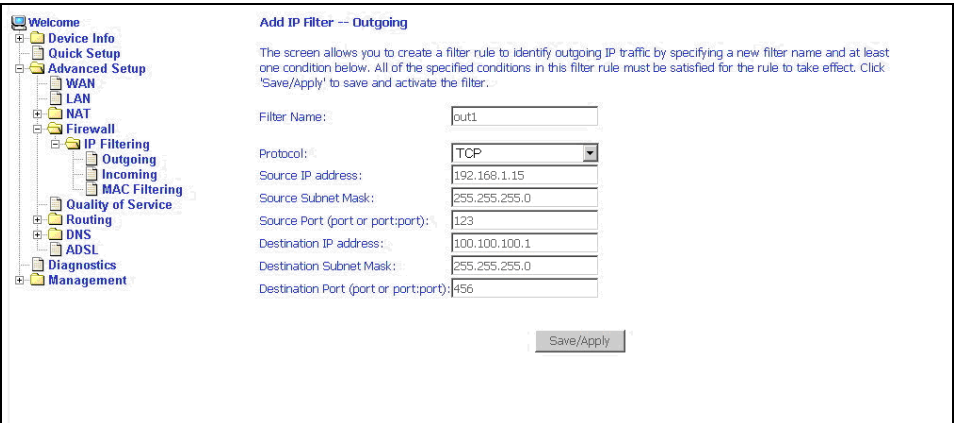 Welcome
Device Info
Quick Setup
Advanced Setup
WAN
LAN
NAT
Firewall
IP Filtering
Outgoing
Incoming
MAC Filtering
Quality of Service
Routing
DNS
ADSL
Diagnostics
Management
Add IP Filter -- Outgoing
The screen allows you to create a filter rule to identify outgoing IP traffic by specifying a new filter name and at least
one condition below. All of the specified conditions in this filter rule must be satisfied for the rule to take effect. Click
'Save/Apply' to save and activate the filter.
Filter Name: out1
Protocol: TCP
Source IP address: 192.168.1.15
Source Subnet Mask: 255.255.255.0
Source Port (port or port:port): 123
Destination IP address: 100.100.100.1
Destination Subnet Mask: 255.255.255.0
Destination Port (port or port:port): 456
Save/Apply